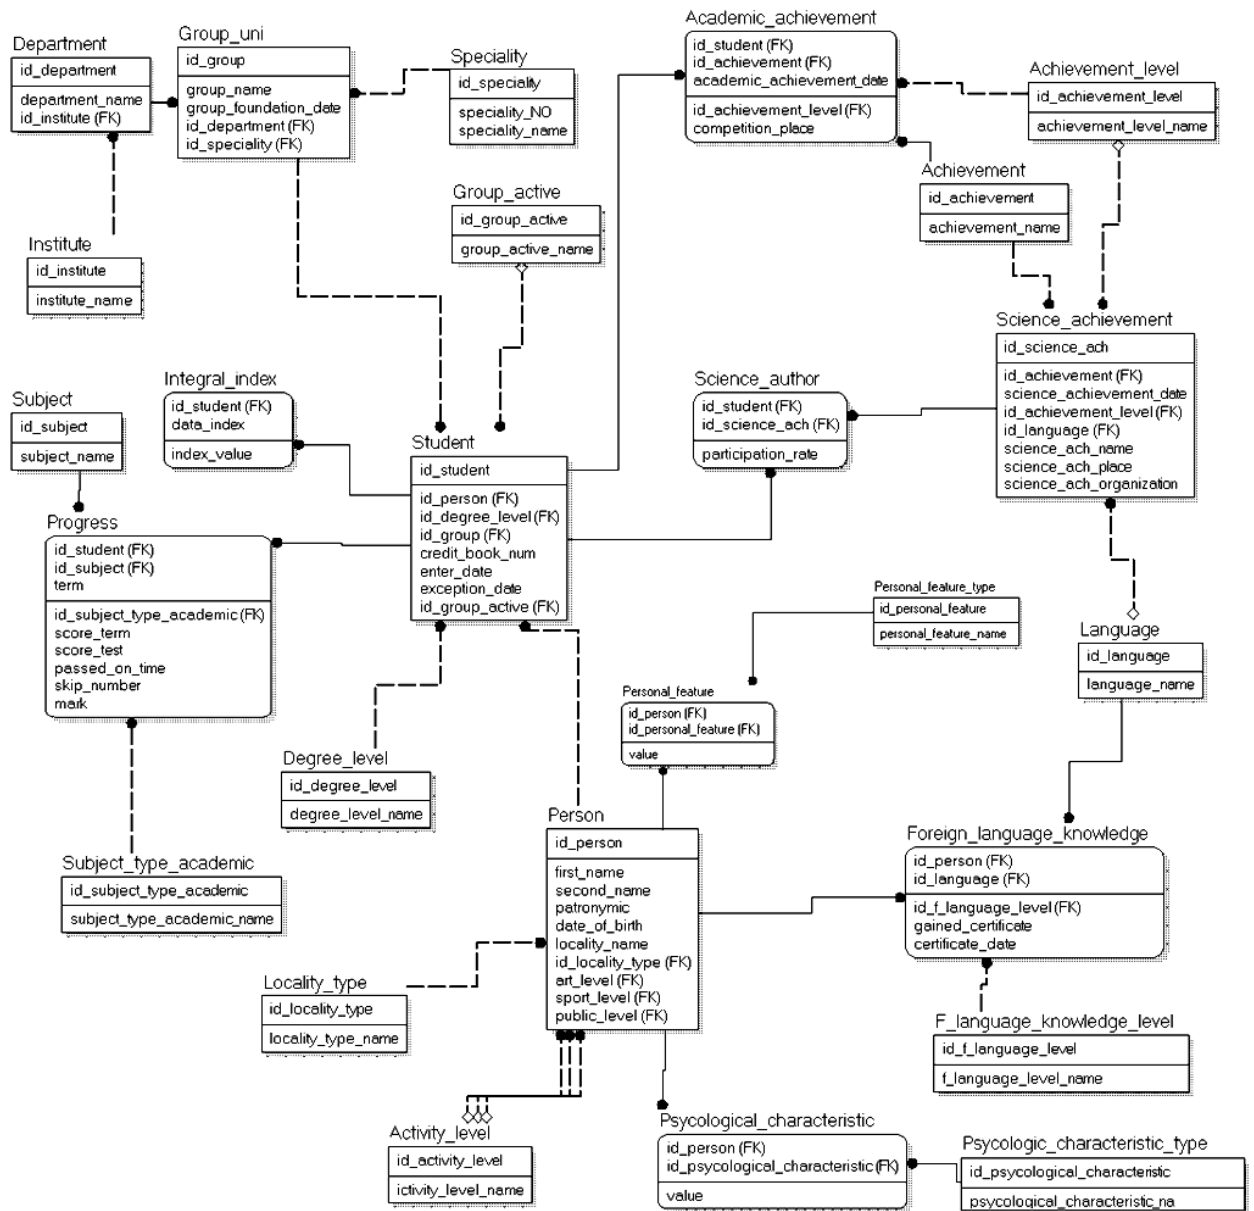 Department
id_department
department_name
id_institute (FK)
Group_uni
id_group
group_name
group_foundation_date
id_department (FK)
id_speciality (FK)
Speciality
id_speciality
speciality_NO
speciality_name
Academic_achievement
id_student (FK)
id_achievement (FK)
academic_achievement_date
id_achievement_level (FK)
competition_place
Achievement_level
id_achievement_level
achievement_level_name
Achievement
id_achievement
achievement_name
Institute
id_institute
institute_name
Group_active
id_group_active
group_active_name
Science_achievement
id_science_ach
id_achievement (FK)
science_achievement_date
id_achievement_level (FK)
id_language (FK)
science_ach_name
science_ach_place
science_ach_organization
Integral_index
id_student (FK)
data_index
index_value
Science_author
id_student (FK)
id_science_ach (FK)
participation_rate
Subject
id_subject
subject_name
Student
id_student
id_person (FK)
id_degree_level (FK)
id_group (FK)
credit_book_num
enter_date
exception_date
id_group_active (FK)
Progress
id_student (FK)
id_subject (FK)
term
id_subject_type_academic (FK)
score_term
score_test
passed_on_time
skip_number
mark
Personal_feature_type
id_personal_feature
personal_feature_name
Language
id_language
language_name
Personal_feature
id_person (FK)
id_personal_feature (FK)
value
Degree_level
id_degree_level
degree_level_name
Person
id_person
first_name
second_name
patronymic
date_of_birth
locality_name
id_locality_type (FK)
art_level (FK)
sport_level (FK)
public_level (FK)
Foreign_language_knowledge
id_person (FK)
id_language (FK)
id_f_language_level (FK)
gained_certificate
certificate_date
Subject_type_academic
id_subject_type_academic
subject_type_academic_name
Locality_type
id_locality_type
locality_type_name
F_language_knowledge_level
id_f_language_level
f_language_level_name
Activity_level
id_activity_level
ictivity_level_name
Psycological_characteristic
id_person (FK)
id_psycological_characteristic (FK)
value
Psycologic_characteristic_type
id_psycological_characteristic
psycological_characteristic_na